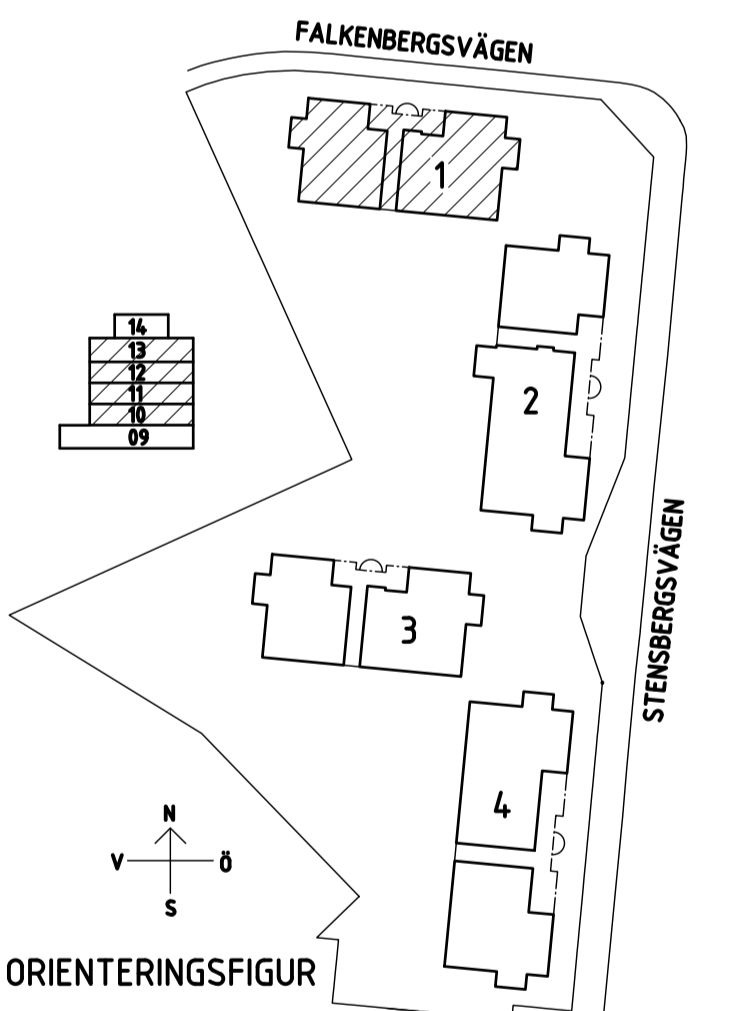 FALKENBERGSVÄGEN
1
14
13
12
11
10
09
2
STENSBERGSVÄGEN
3
4
N
V Ö
S
ORIENTERINGSFIGUR